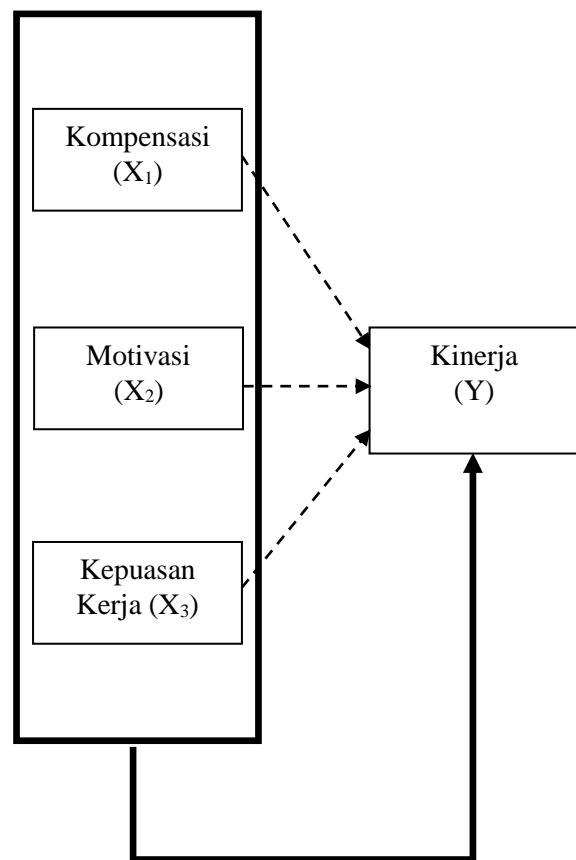 Kompensasi
(X₁)
Motivasi
(X₂)
Kinerja
(Y)
Kepuasan
Kerja (X₃)